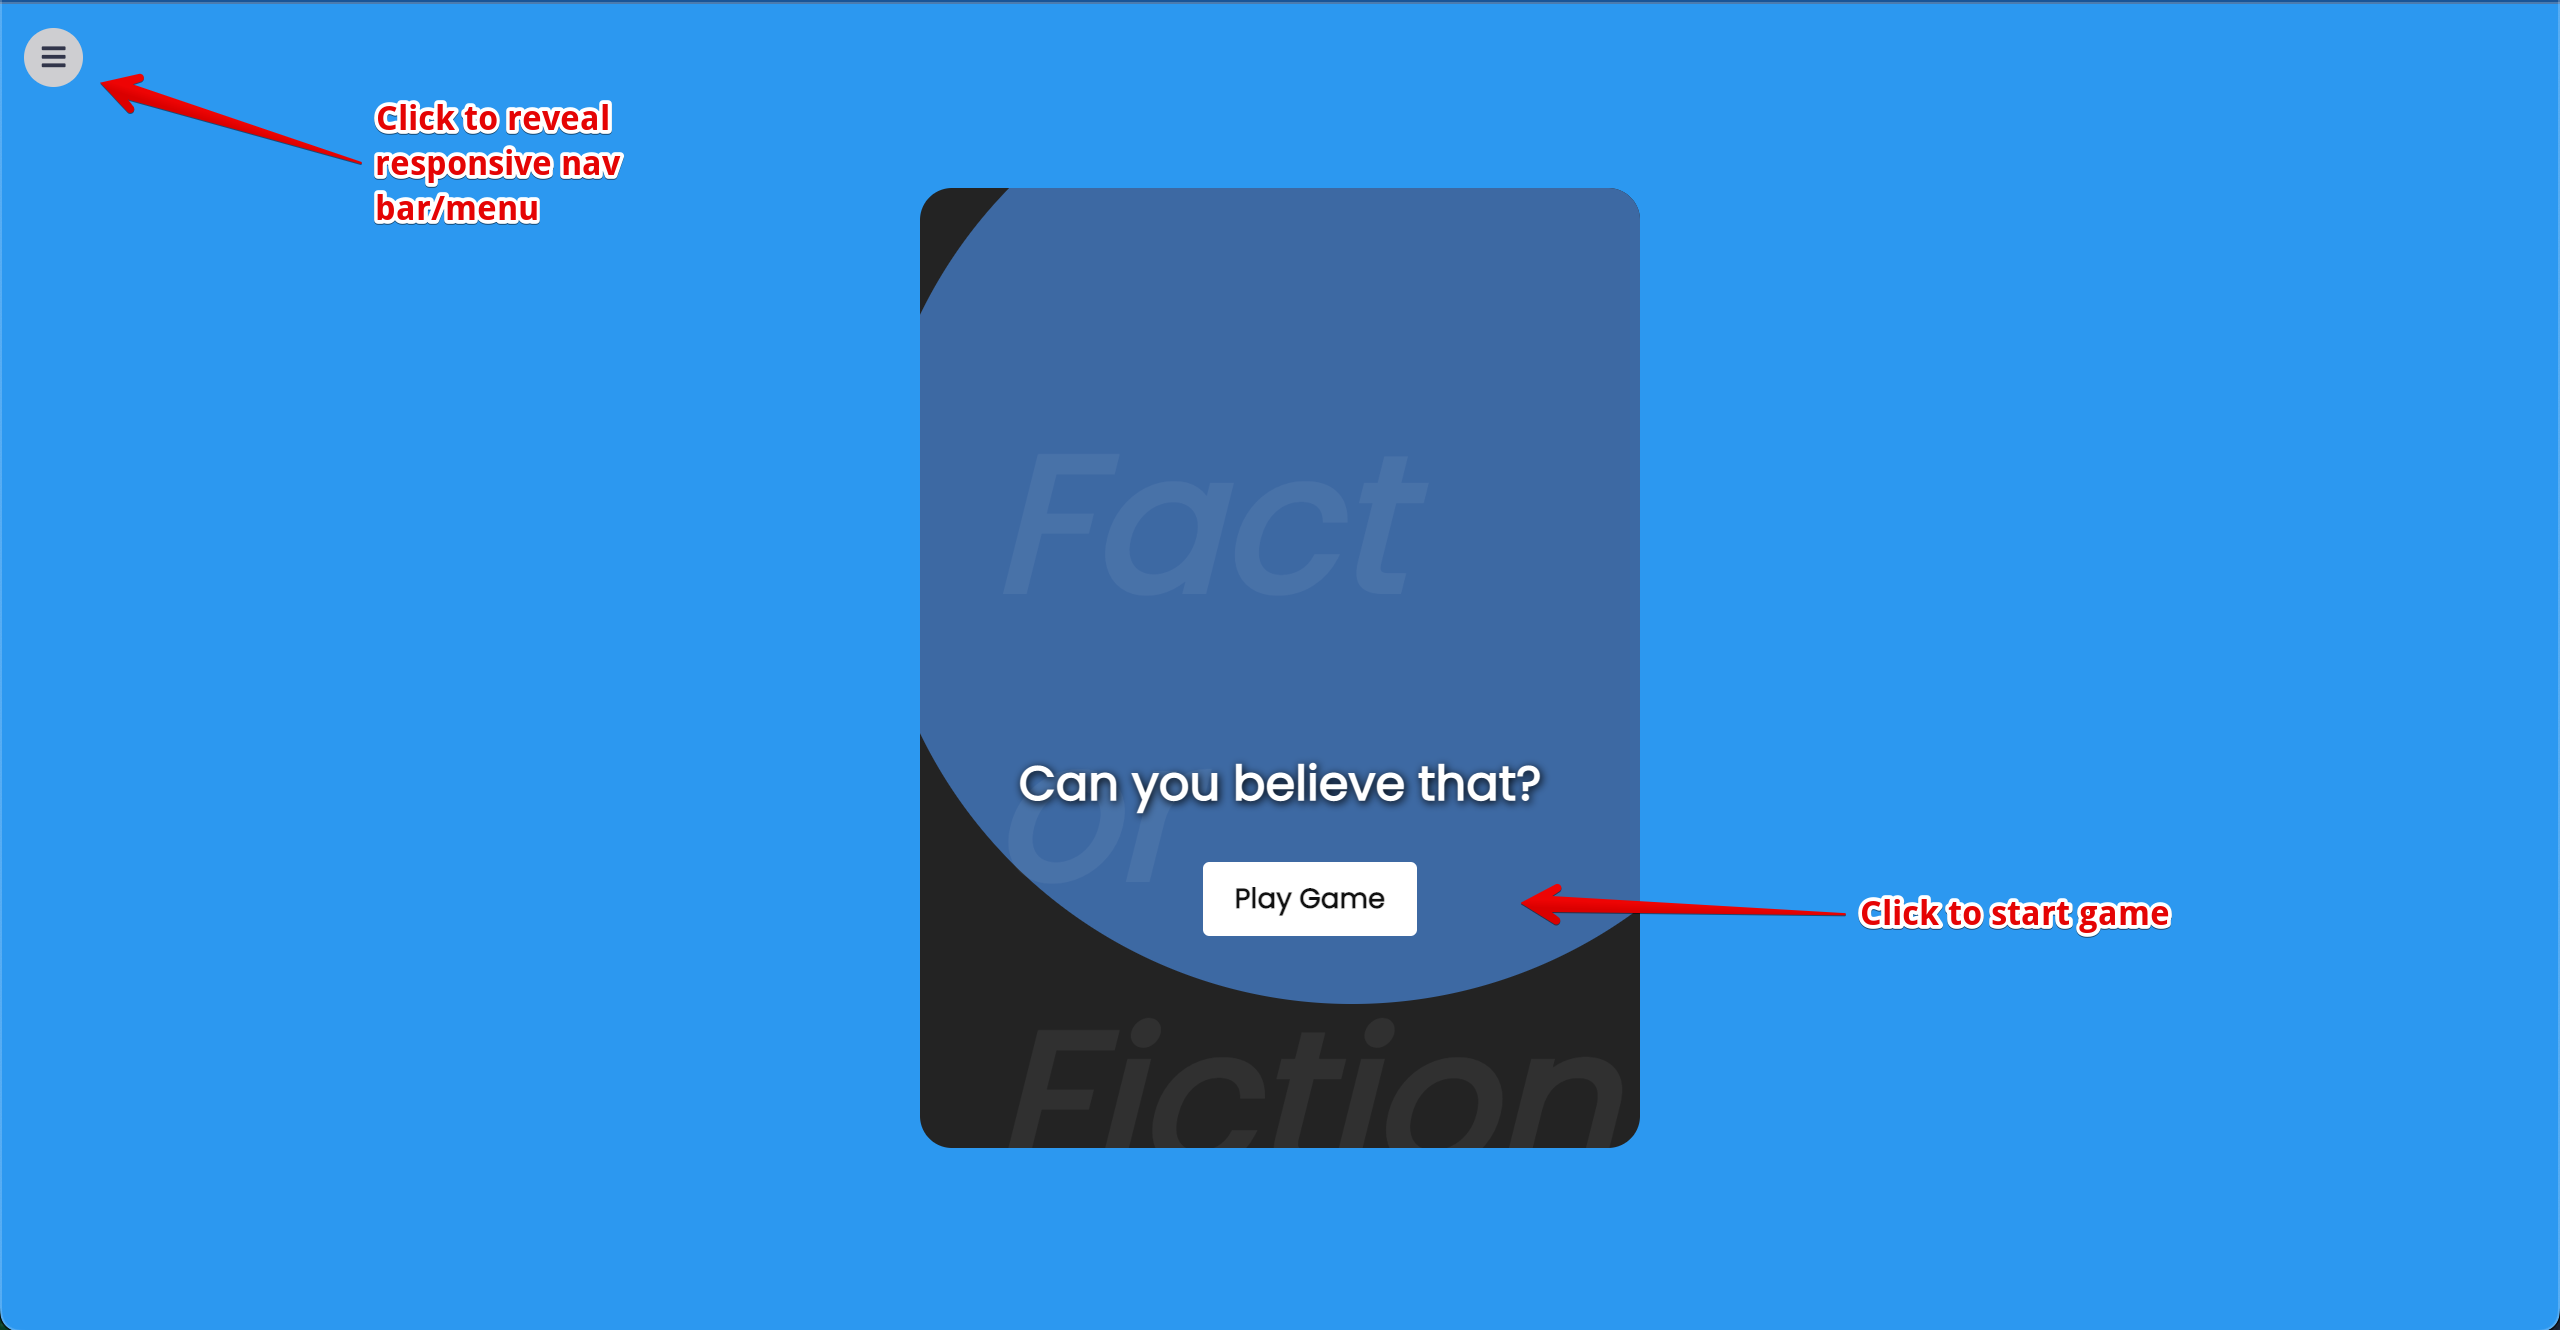 Click to reveal
responsive nav
bar/menu
Fact
Can you believe that?
or
Play Game
Click to start game
Fiction